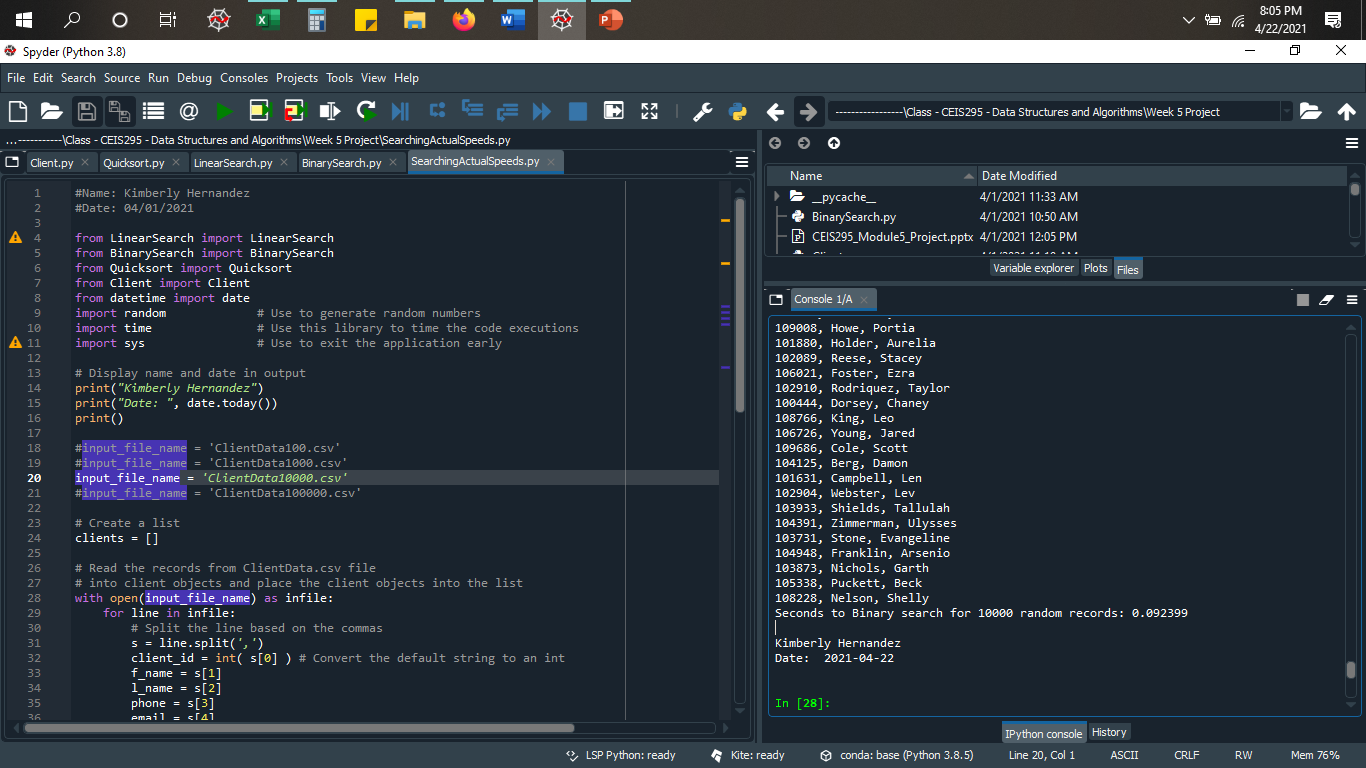 8:05 PM
4/22/2021
Spyder (Python 3.8)
File Edit Search Source Run Debug Consoles Projects Tools View Help
-----------------\Class - CEIS295 - Data Structures and Algorithms\Week 5 Project
...-----------\Class - CEIS295 - Data Structures and Algorithms\Week 5 Project\SearchingActualSpeeds.py
Client.py Quicksort.py LinearSearch.py BinarySearch.py SearchingActualSpeeds.py
1 #Name: Kimberly Hernandez
2 #Date: 04/01/2021
3
4 from LinearSearch import LinearSearch
5 from BinarySearch import BinarySearch
6 from Quicksort import Quicksort
7 from Client import Client
8 from datetime import date
9 import random # Use to generate random numbers
10 import time # Use this library to time the code executions
11 import sys # Use to exit the application early
12
13 # Display name and date in output
14 print("Kimberly Hernandez")
15 print("Date: ", date.today())
16 print()
17
18 #input_file_name = 'ClientData100.csv'
19 #input_file_name = 'ClientData1000.csv'
20 input_file_name = 'ClientData10000.csv'
21 #input_file_name = 'ClientData100000.csv'
22
23 # Create a list
24 clients = []
25
26 # Read the records from ClientData.csv file
27 # into client objects and place the client objects into the list
28 with open(input_file_name) as infile:
29 for line in infile:
30 # Split the line based on the commas
31 s = line.split(',')
32 client_id = int( s[0] ) # Convert the default string to an int
33 f_name = s[1]
34 l_name = s[2]
35 phone = s[3]
36 email = s[4]
Name Date Modified
__pycache__ 4/1/2021 11:33 AM
BinarySearch.py 4/1/2021 10:50 AM
CEIS295_Module5_Project.pptx 4/1/2021 12:05 PM
Variable explorer Plots Files
Console 1/A
109008, Howe, Portia
101880, Holder, Aurelia
102089, Reese, Stacey
106021, Foster, Ezra
102910, Rodriquez, Taylor
100444, Dorsey, Chaney
108766, King, Leo
106726, Young, Jared
109686, Cole, Scott
104125, Berg, Damon
101631, Campbell, Len
102904, Webster, Lev
103933, Shields, Tallulah
104391, Zimmerman, Ulysses
103731, Stone, Evangeline
104948, Franklin, Arsenio
103873, Nichols, Garth
105338, Puckett, Beck
108228, Nelson, Shelly
Seconds to Binary search for 10000 random records: 0.092399
Kimberly Hernandez
Date:  2021-04-22
In [28]:
IPython console History
LSP Python: ready Kite: ready conda: base (Python 3.8.5) Line 20, Col 1 ASCII CRLF RW Mem 76%